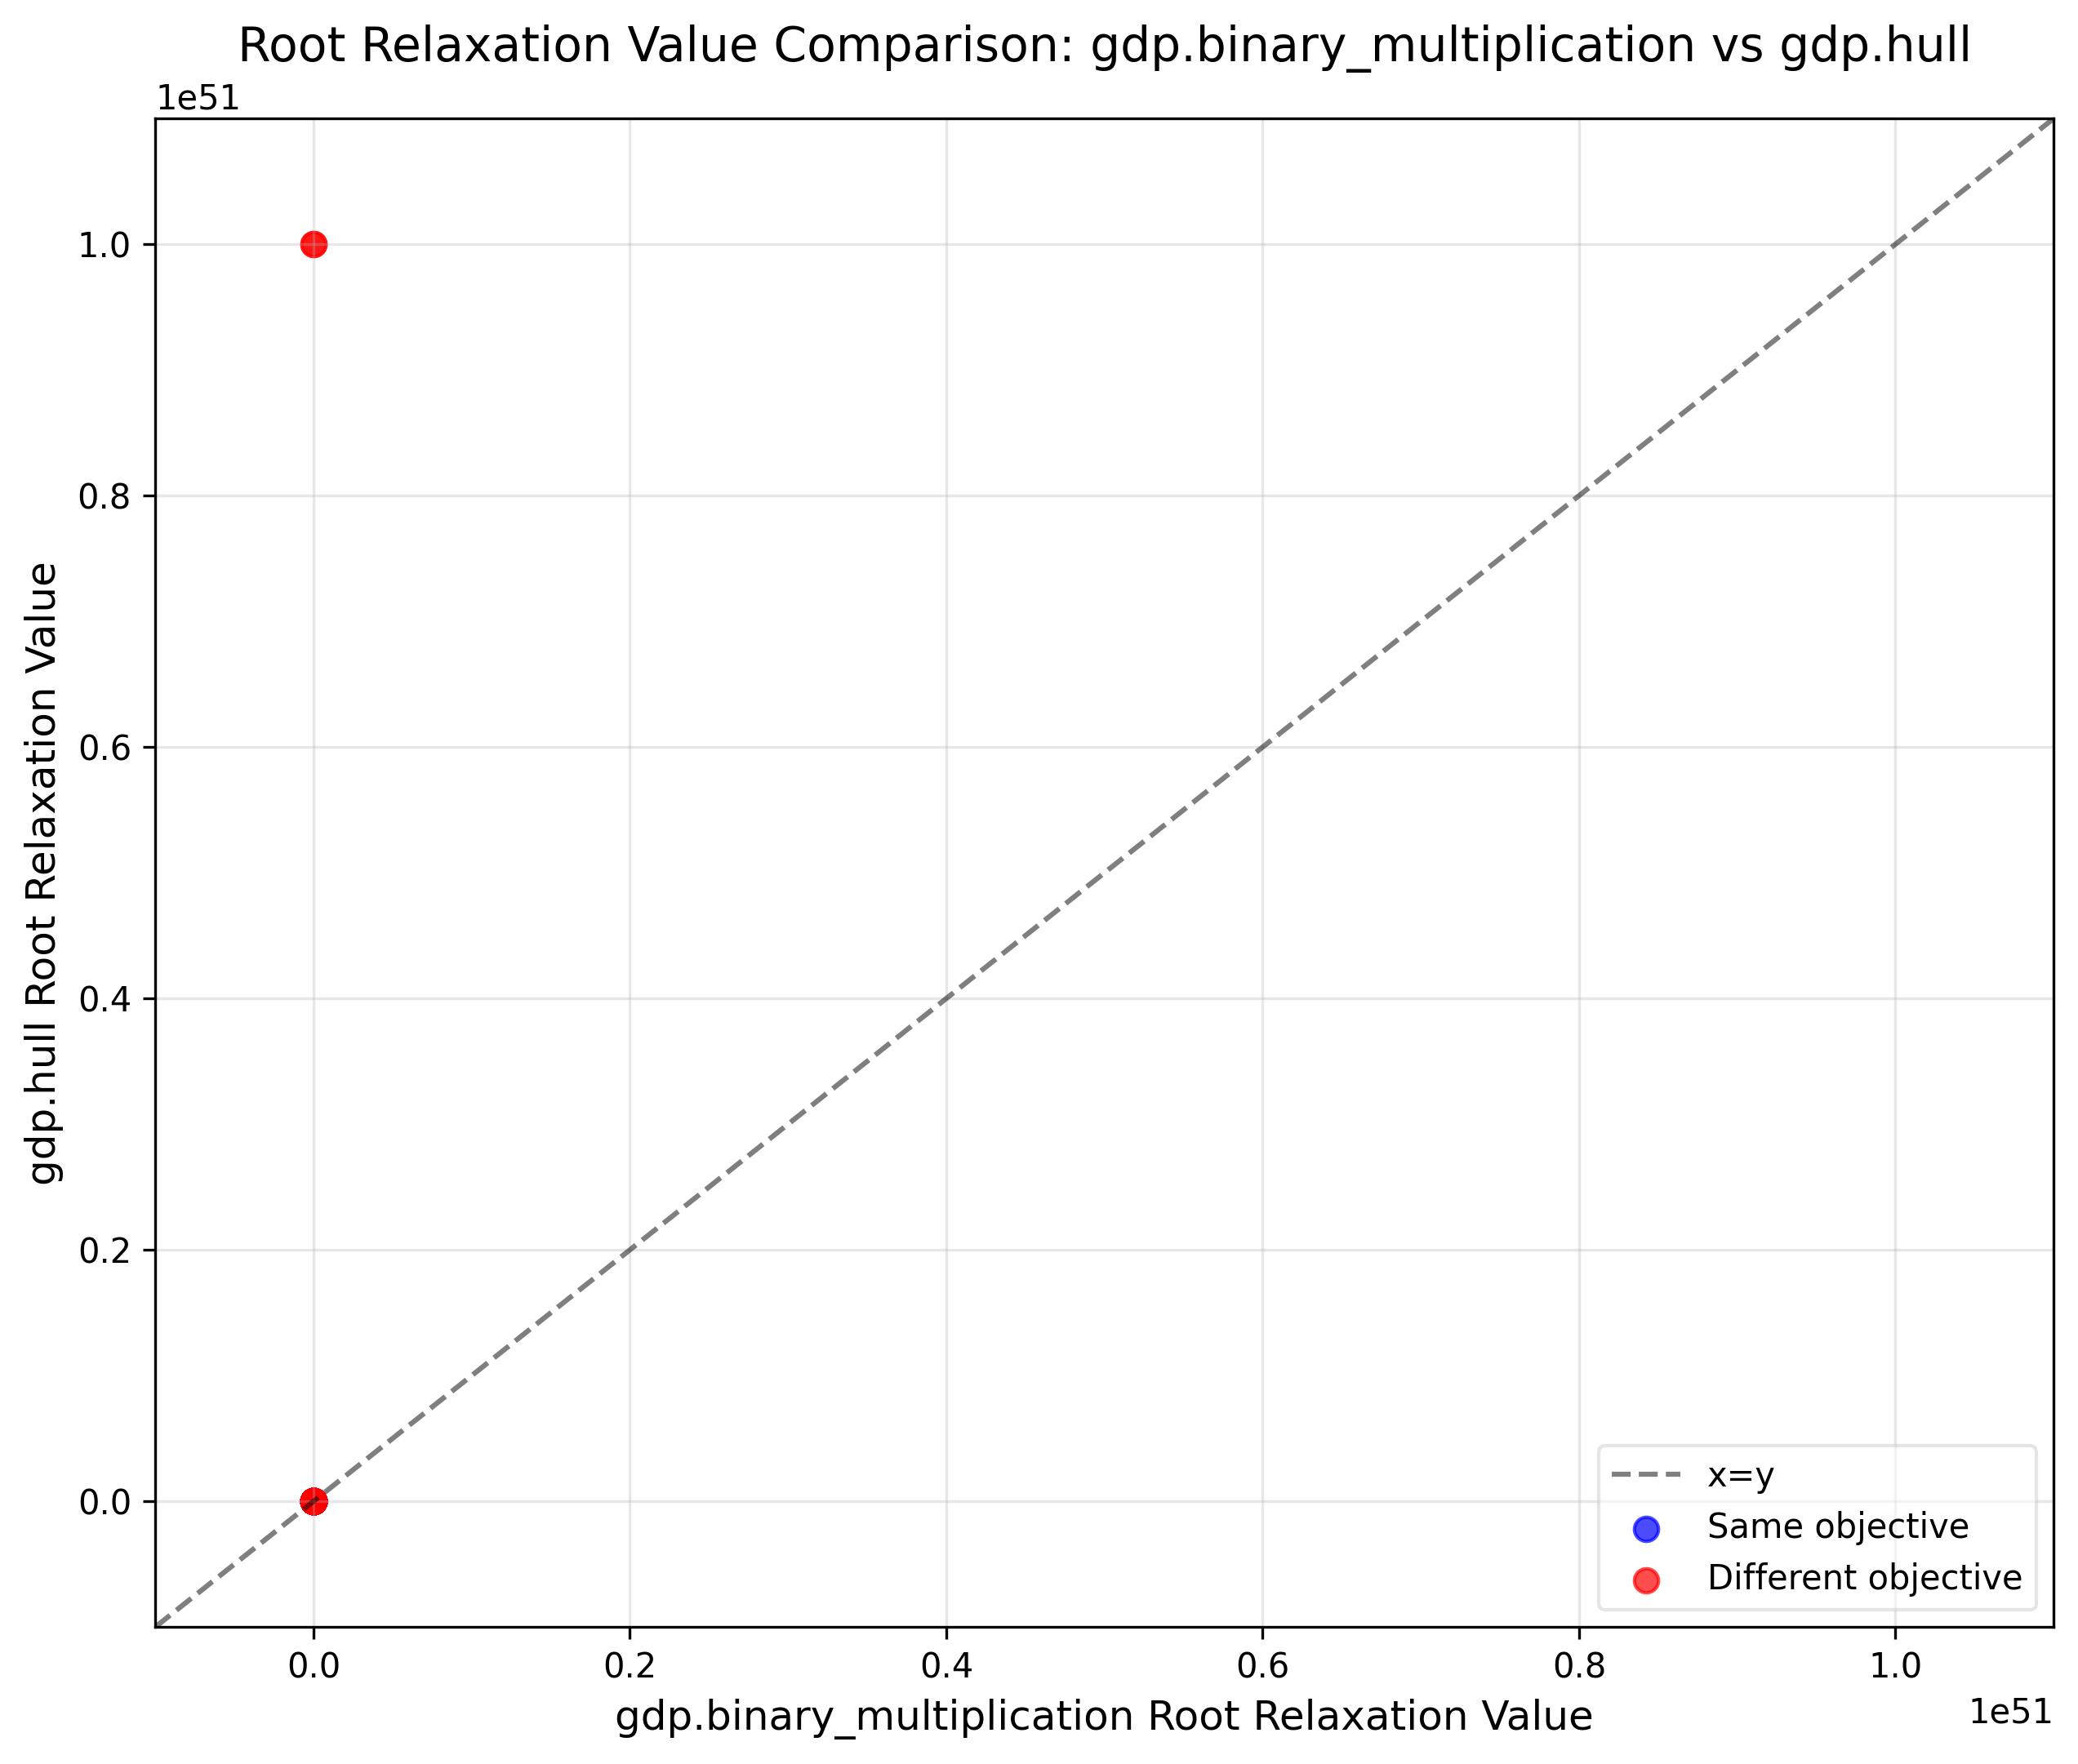 Root Relaxation Value Comparison: gdp.binary_multiplication vs gdp.hull
1e51
1.0
0.8
0.6
0.4
0.2
0.0
gdp.hull Root Relaxation Value
x=y
Same objective
Different objective
0.0 0.2 0.4 0.6 0.8 1.0
gdp.binary_multiplication Root Relaxation Value
1e51